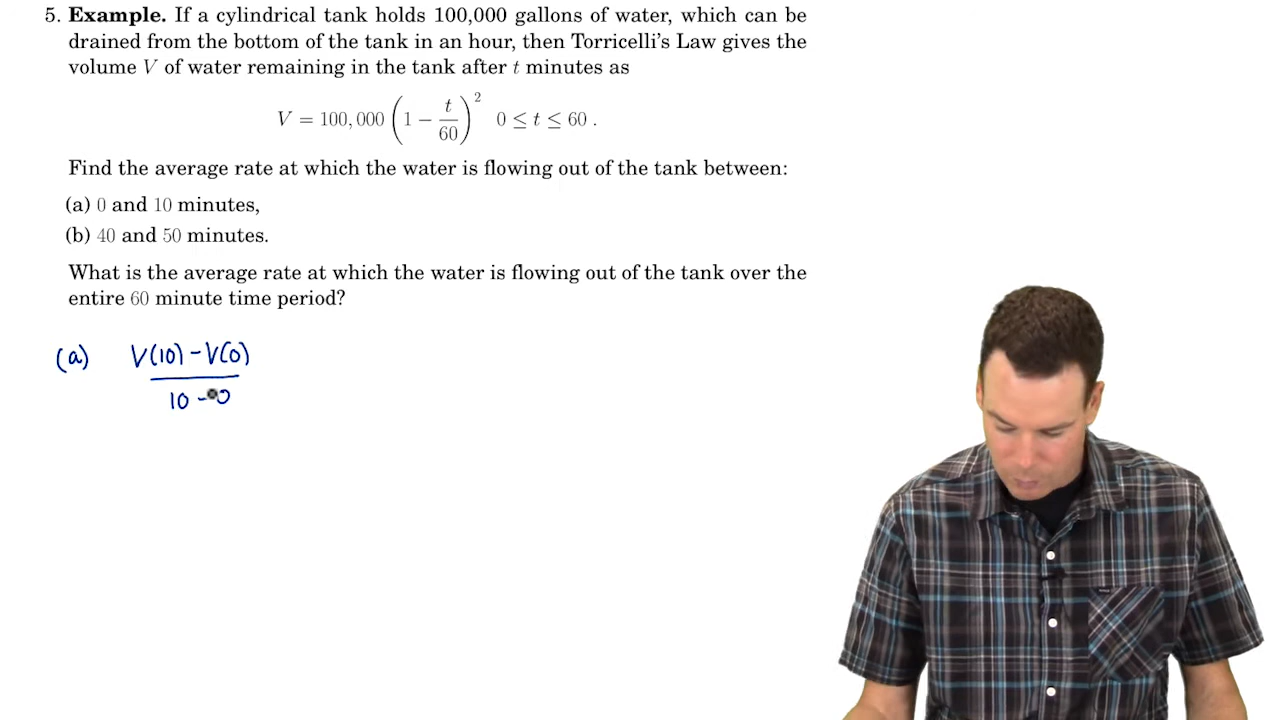 5. Example. If a cylindrical tank holds 100,000 gallons of water, which can be
drained from the bottom of the tank in an hour, then Torricelli's Law gives the
volume V of water remaining in the tank after t minutes as
V = 100,000 (1 − t/60)² 0 ≤ t ≤ 60 .
Find the average rate at which the water is flowing out of the tank between:
(a) 0 and 10 minutes,
(b) 40 and 50 minutes.
What is the average rate at which the water is flowing out of the tank over the
entire 60 minute time period?
(a) V(10) - V(0)
10 - 0